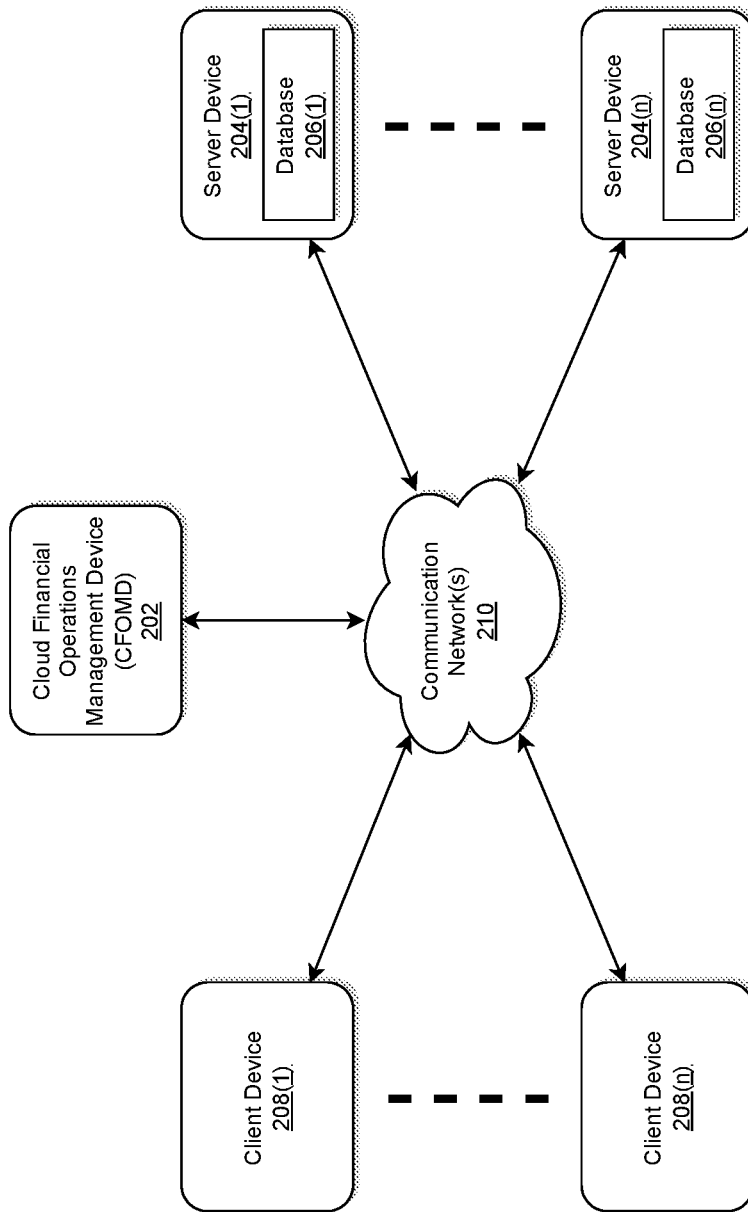 Cloud Financial
Operations
Management Device
(CFOMD)
202
Client Device
208(1)
Client Device
208(n)
Communication
Network(s)
210
Server Device
204(1)
Database
206(1)
Server Device
204(n)
Database
206(n)